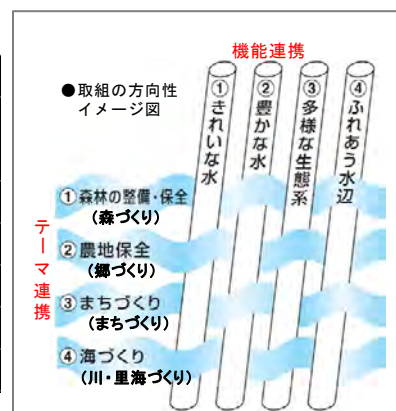 機能連携
●取組の方向性
イメージ図
①きれいな水
②豊かな水
③多様な生態系
④ふれあう水辺
テーマ連携
①森林の整備・保全
(森づくり)
②農地保全
(郷づくり)
③まちづくり
(まちづくり)
④海づくり
(川・里海づくり)